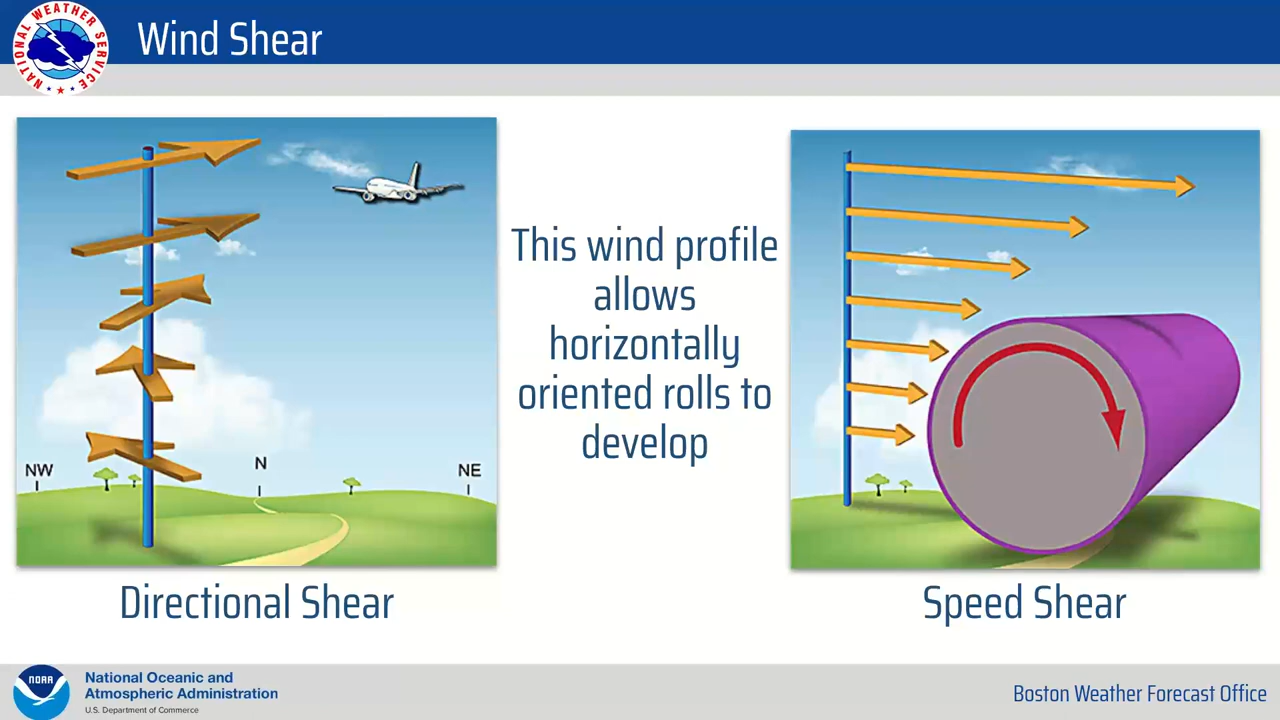 Wind Shear
NATIONAL WEATHER SERVICE
This wind profile
allows
horizontally
oriented rolls to
develop
NW
N
NE
Directional Shear
Speed Shear
NOAA
National Oceanic and
Atmospheric Administration
U.S. Department of Commerce
Boston Weather Forecast Office